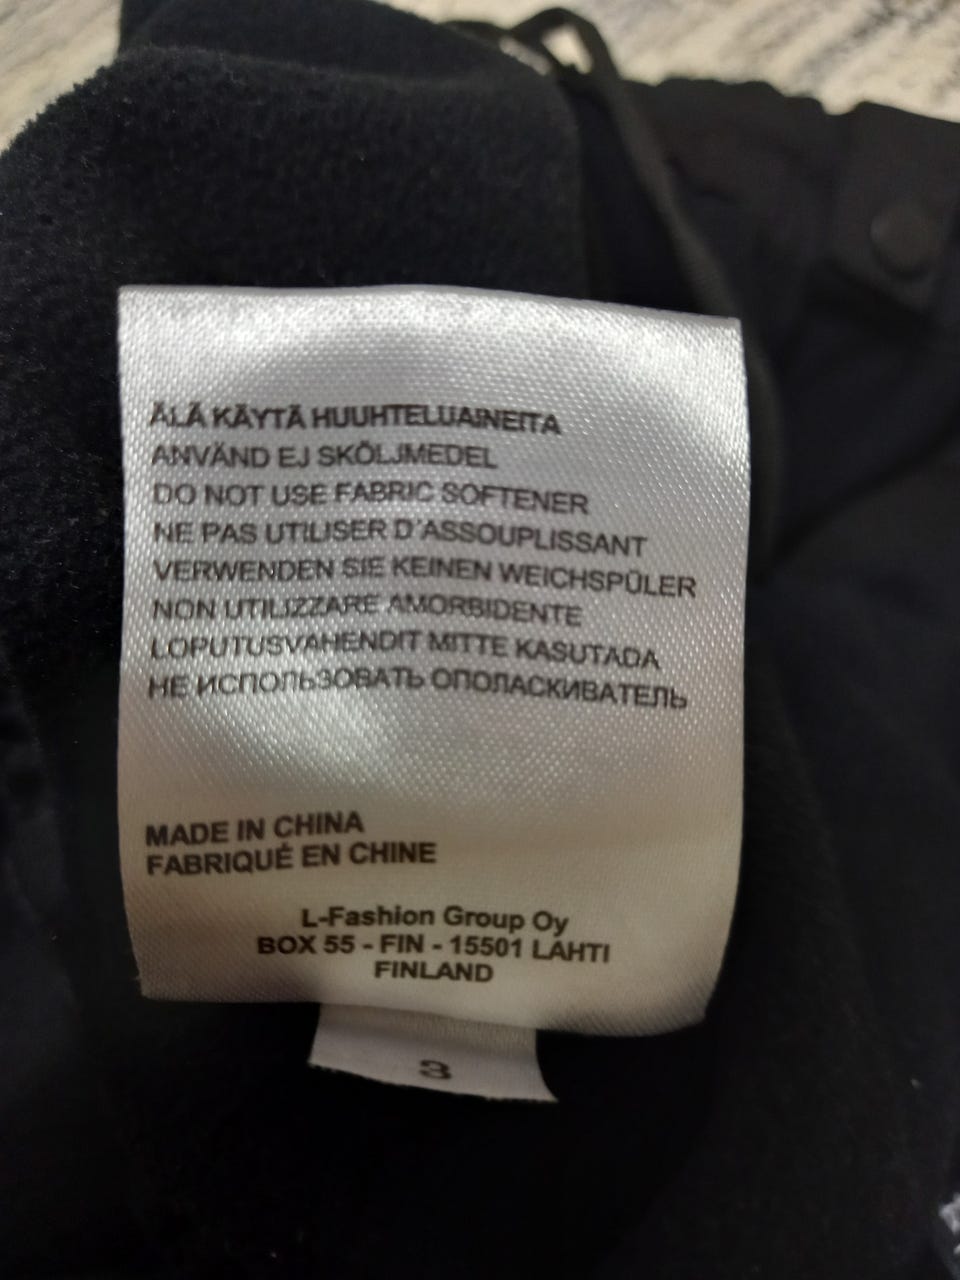 ÄLÄ KÄYTÄ HUUHTELUAINEITA
ANVÄND EJ SKÖLJMEDEL
DO NOT USE FABRIC SOFTENER
NE PAS UTILISER D'ASSOUPLISSANT
VERWENDEN SIE KEINEN WEICHSPÜLER
NON UTILIZZARE AMORBIDENTE
LOPUTUSVAHENDIT MITTE KASUTADA
НЕ ИСПОЛЬЗОВАТЬ ОПОЛАСКИВАТЕЛЬ
MADE IN CHINA
FABRIQUÉ EN CHINE
L-Fashion Group Oy
BOX 55 - FIN - 15501 LAHTI
FINLAND
3